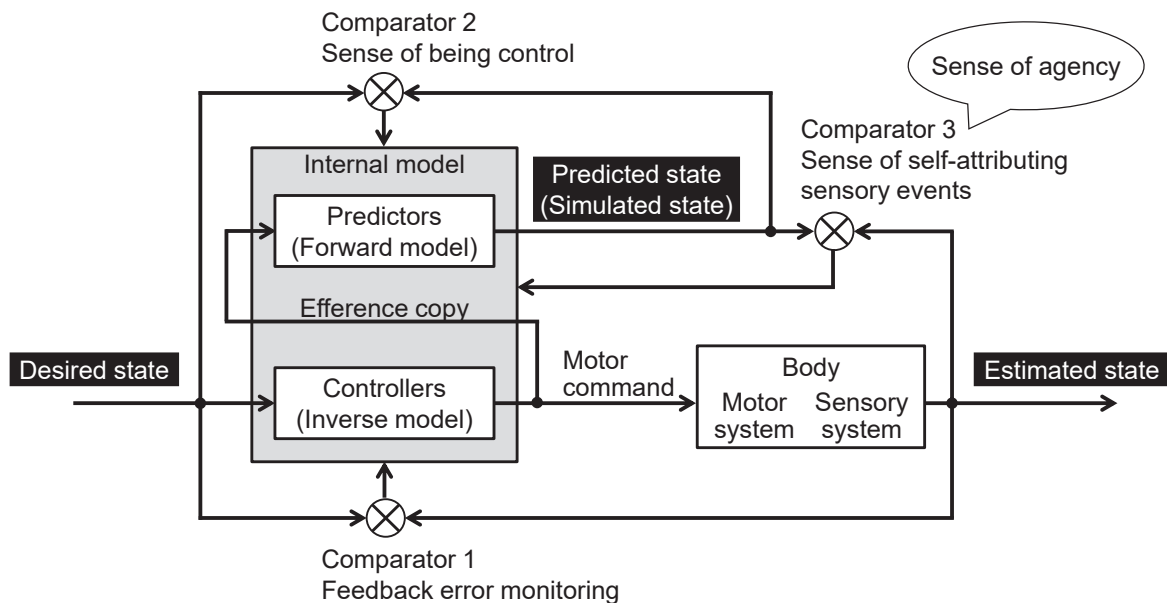 Comparator 2
Sense of being control
Sense of agency
Comparator 3
Sense of self-attributing
sensory events
Internal model
Predicted state
(Simulated state)
Predictors
(Forward model)
Efference copy
Desired state
Controllers
(Inverse model)
Motor
command
Body
Motor
system
Sensory
system
Estimated state
Comparator 1
Feedback error monitoring